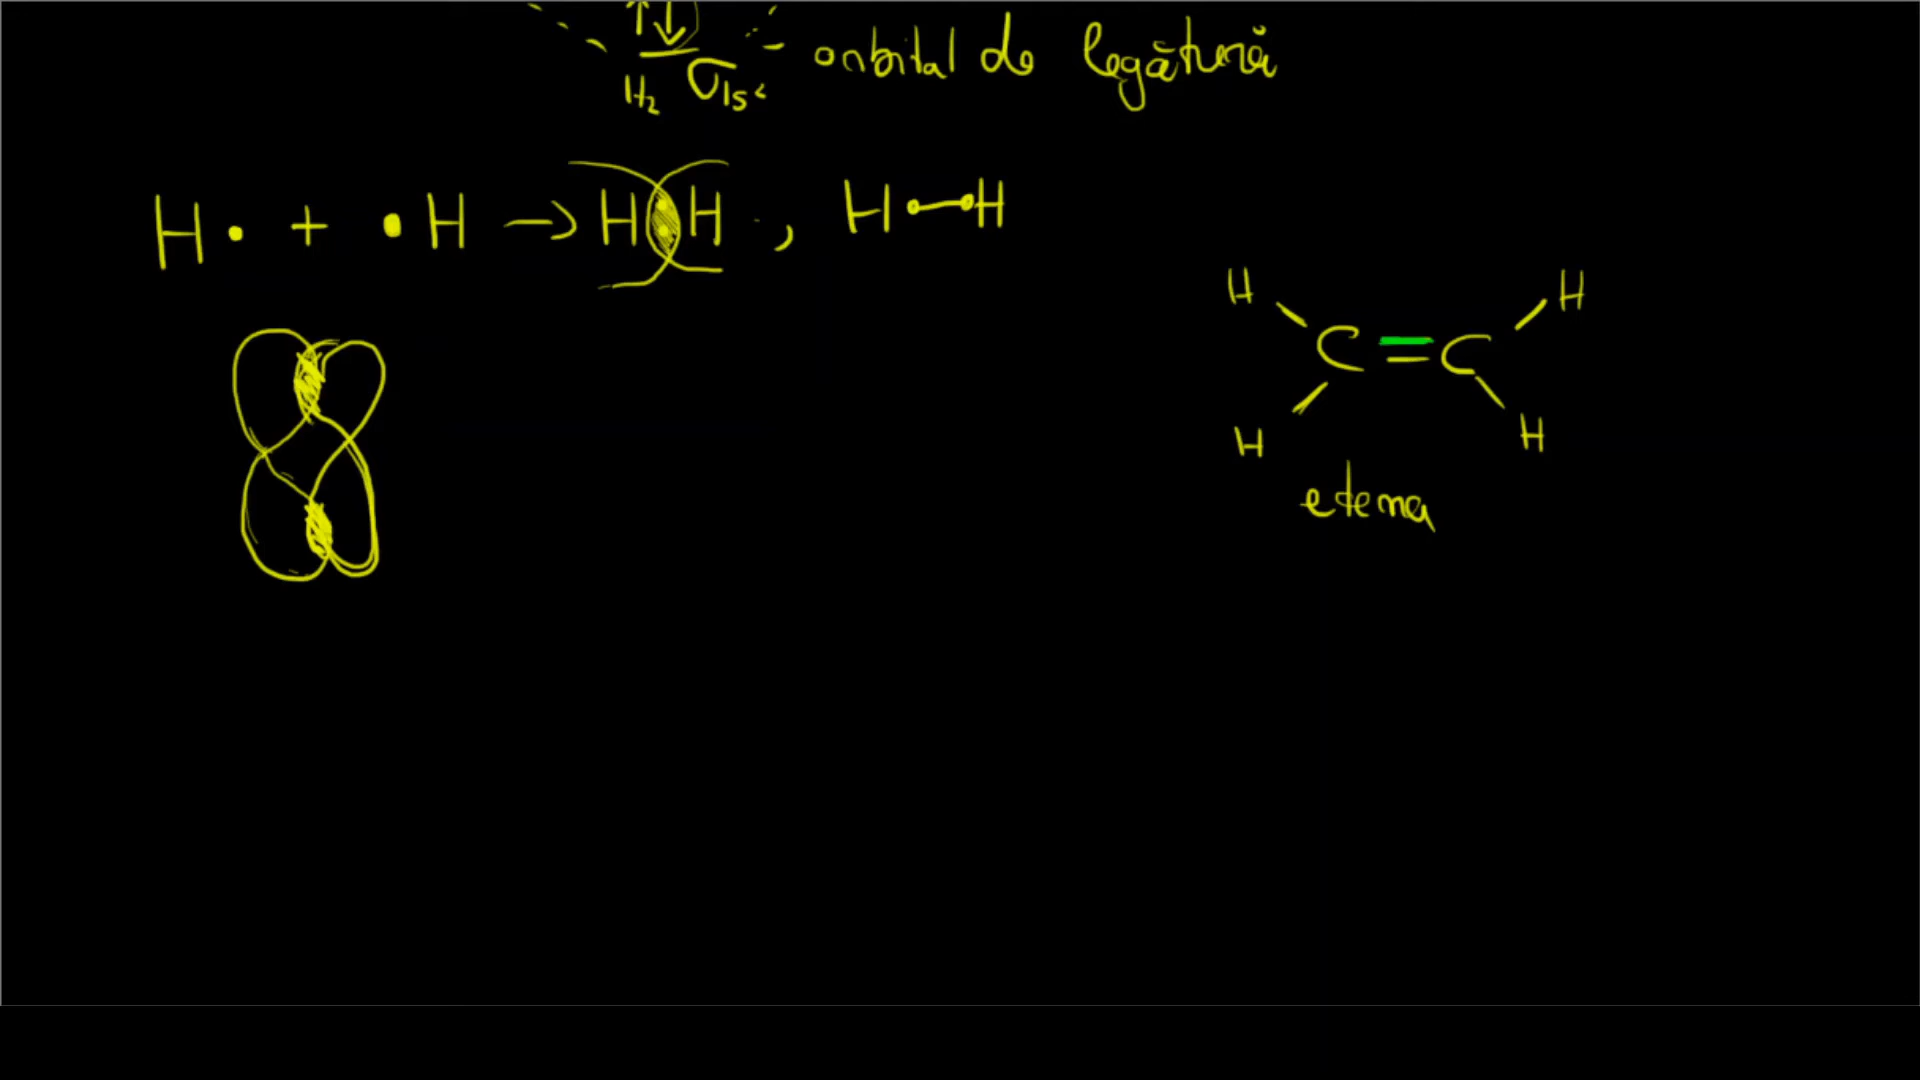 ↑↓
H₂ σ₁ₛ orbital de legătură
H· + ·H → H:H , H—H
H H
C=C
H H
etena